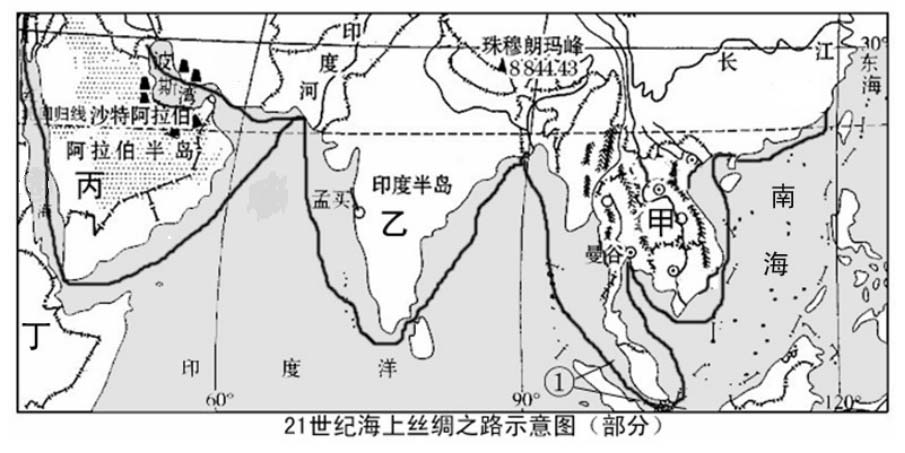 印度河
珠穆朗玛峰
8 844.43
长江
30°
东海
波斯湾
回归线
沙特阿拉伯
阿拉伯半岛
丙
孟买
印度半岛
乙
甲
曼谷
南海
丁
印度洋
①
60°
90°
120°
21世纪海上丝绸之路示意图（部分）